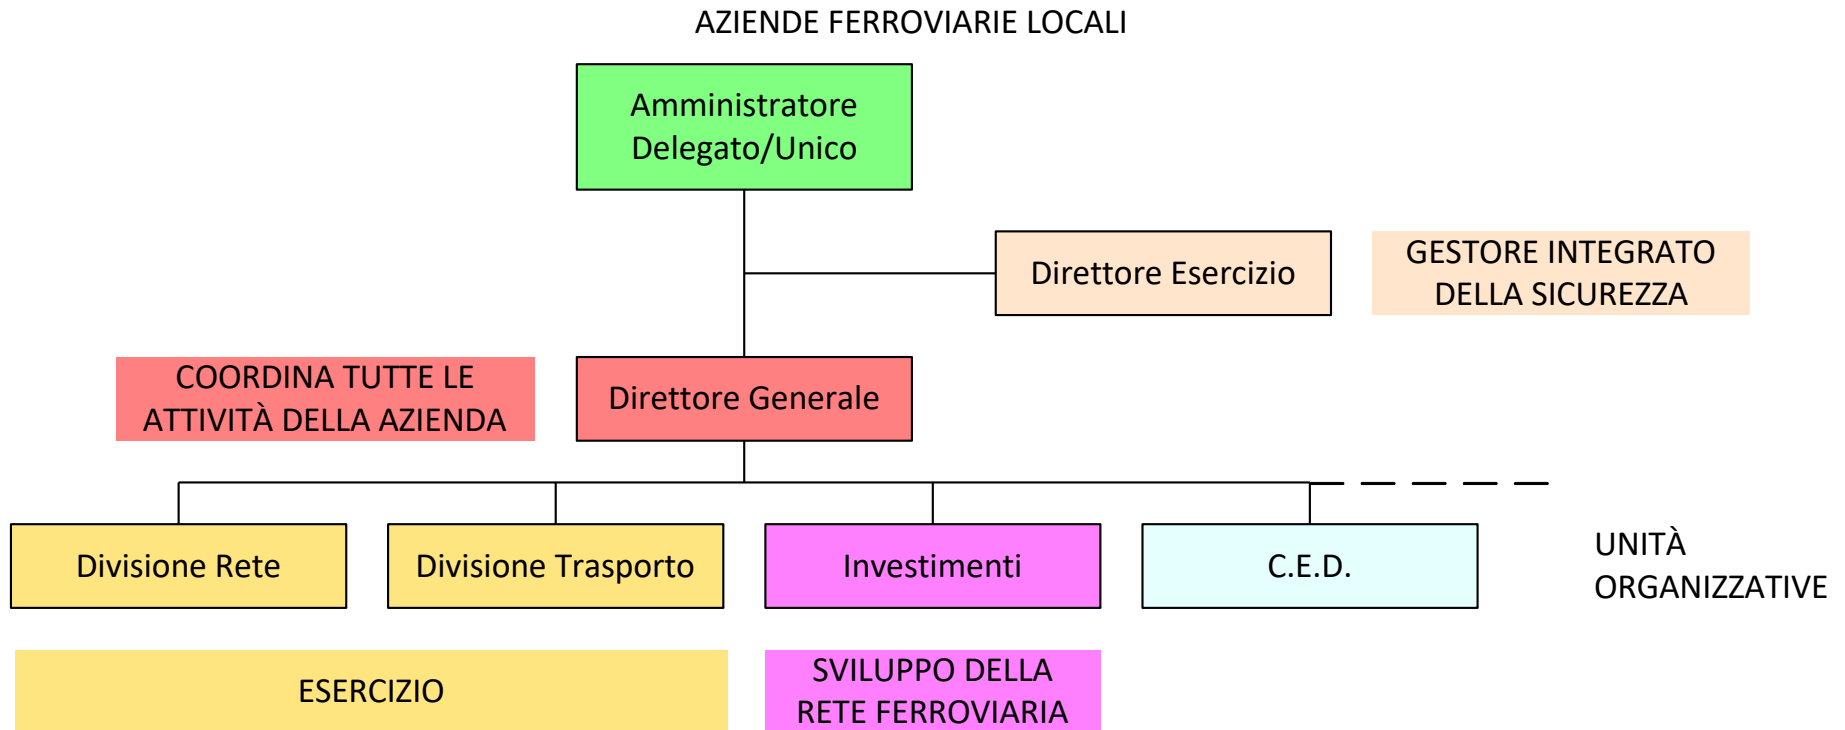 AZIENDE FERROVIARIE LOCALI
Amministratore
Delegato/Unico
Direttore Esercizio
GESTORE INTEGRATO
DELLA SICUREZZA
COORDINA TUTTE LE
ATTIVITÀ DELLA AZIENDA
Direttore Generale
Divisione Rete
Divisione Trasporto
Investimenti
C.E.D.
UNITÀ
ORGANIZZATIVE
ESERCIZIO
SVILUPPO DELLA
RETE FERROVIARIA